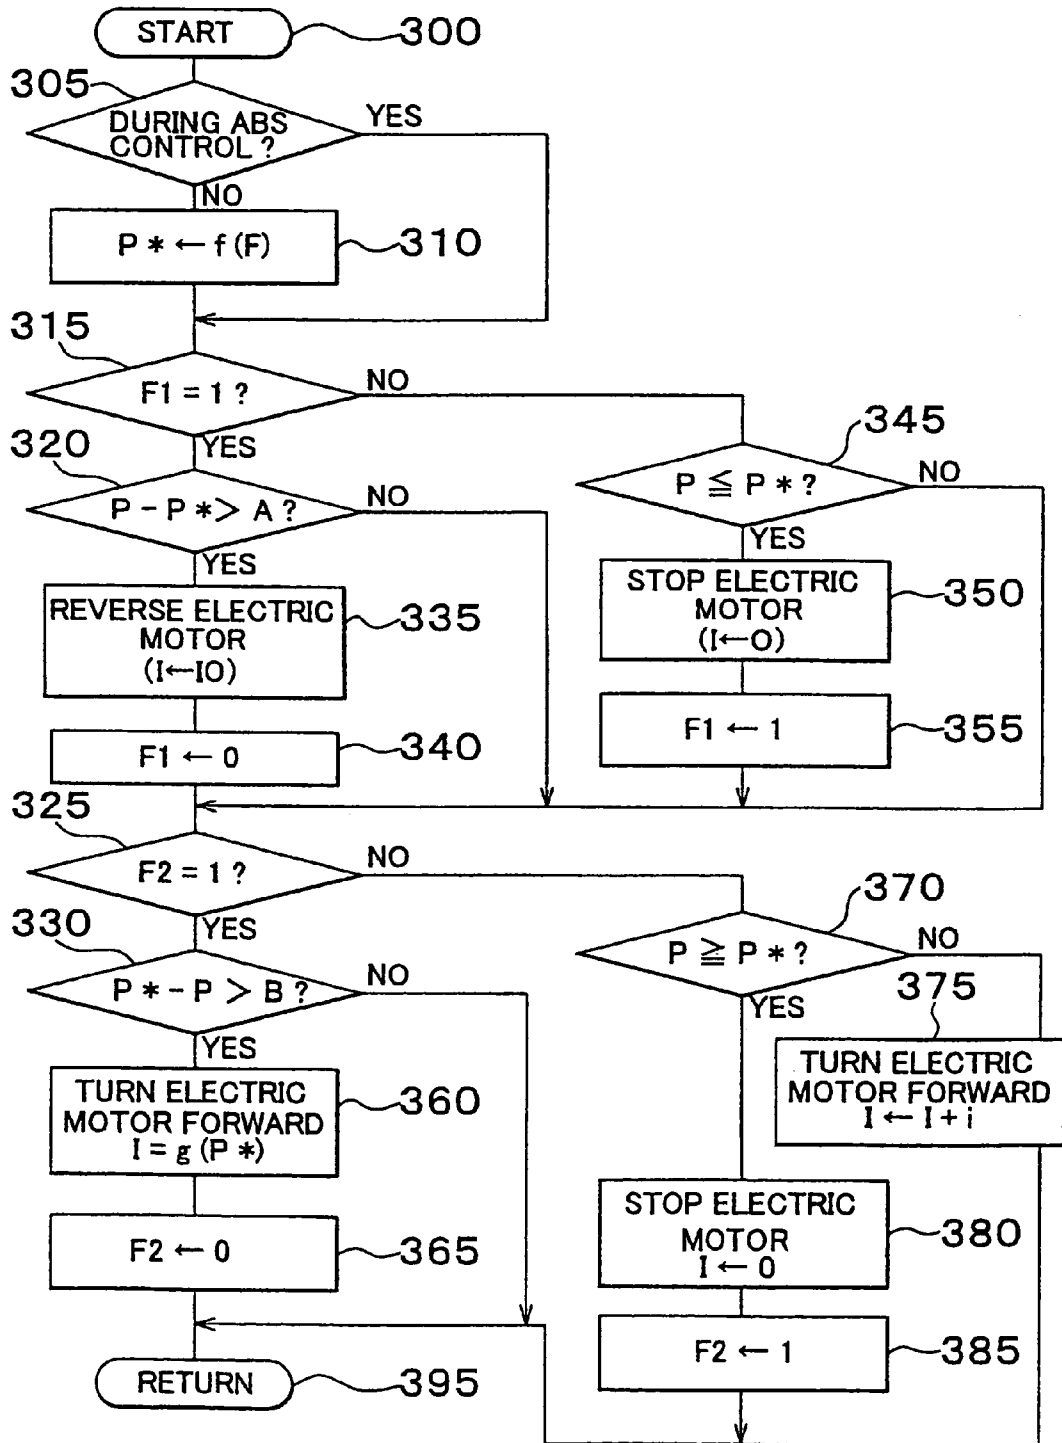 START
300
305
DURING ABS
CONTROL ?
YES
NO
P * ← f (F)
310
315
F1 = 1 ?
NO
YES
320
P - P * > A ?
NO
YES
345
P ≦ P * ?
NO
YES
REVERSE ELECTRIC
MOTOR
(I←IO)
335
STOP ELECTRIC
MOTOR
(I←O)
350
F1 ← 0
340
F1 ← 1
355
325
F2 = 1 ?
NO
YES
330
P * - P > B ?
NO
YES
370
P ≧ P * ?
NO
YES
375
TURN ELECTRIC
MOTOR FORWARD
I ← I + i
TURN ELECTRIC
MOTOR FORWARD
I = g (P *)
360
F2 ← 0
365
STOP ELECTRIC
MOTOR
I ← 0
380
F2 ← 1
385
RETURN
395